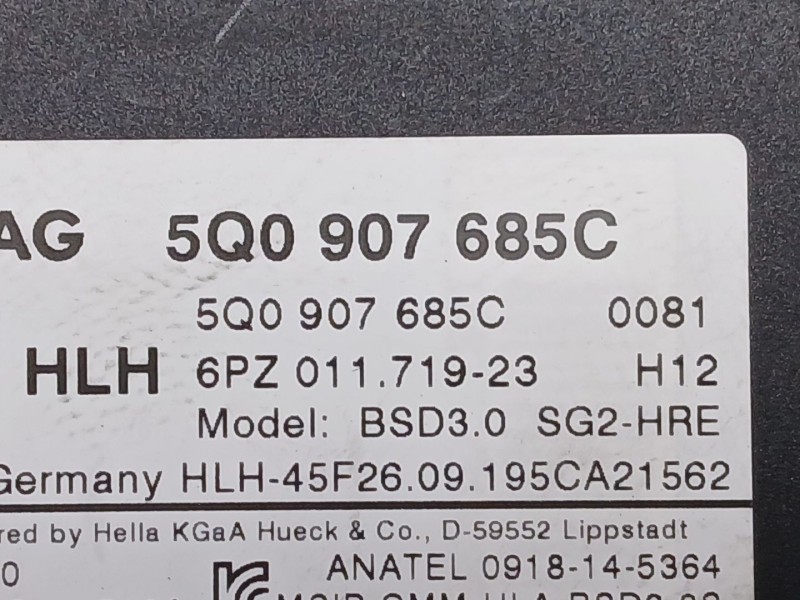 AG 5Q0 907 685C
5Q0 907 685C 0081
HLH 6PZ 011.719-23 H12
Model: BSD3.0 SG2-HRE
Germany HLH-45F26.09.195CA21562
red by Hella KGaA Hueck & Co., D-59552 Lippstadt
0 ANATEL 0918-14-5364